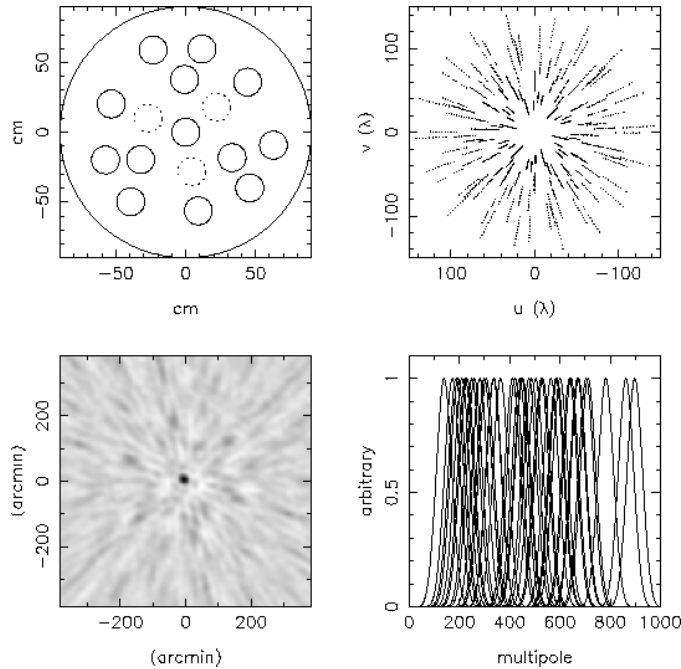 50
0
−50
cm
−50 0 50
cm
100
0
−100
ν (λ)
100 0 −100
u (λ)
200
0
−200
(arcmin)
−200 0 200
(arcmin)
1
0.5
0
arbitrary
0 200 400 600 800 1000
multipole